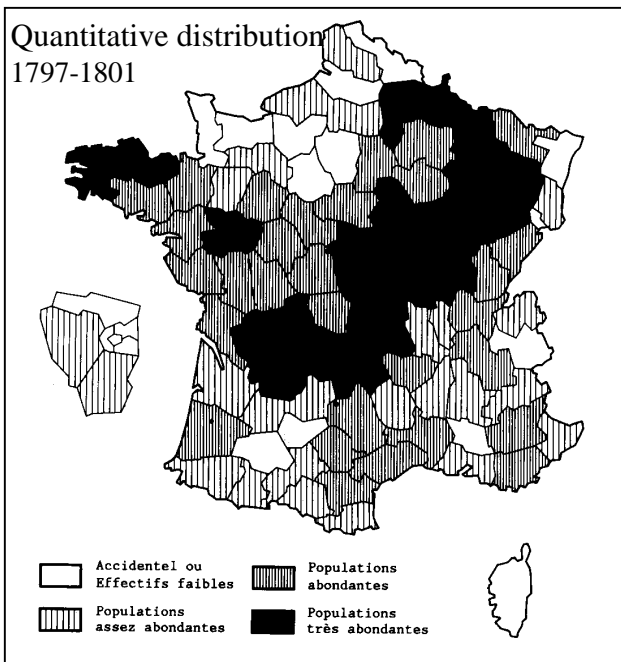 Quantitative distribution
1797-1801
Accidentel ou
Effectifs faibles
Populations
abondantes
Populations
assez abondantes
Populations
très abondantes